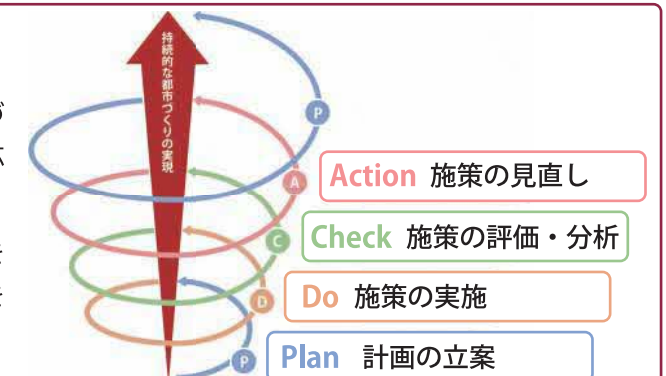 持続的な都市づくりの実現
P
A
Action 施策の見直し
C
Check 施策の評価・分析
D
Do 施策の実施
P
Plan 計画の立案